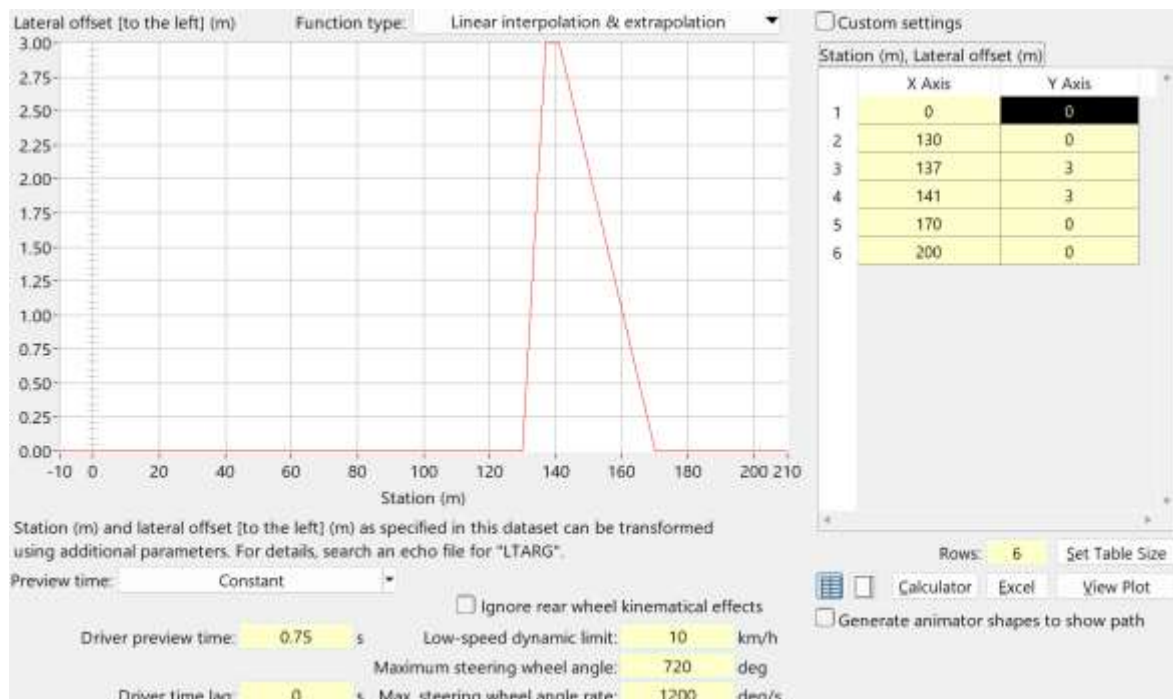 Lateral offset [to the left] (m) Function type: Linear interpolation & extrapolation
3.00
2.75
2.50
2.25
2.00
1.75
1.50
1.25
1.00
0.75
0.50
0.25
0.00
-10 0 20 40 60 80 100 120 140 160 180 200 210
Station (m)
Custom settings
Station (m), Lateral offset (m)
X Axis Y Axis
1 0 0
2 130 0
3 137 3
4 141 3
5 170 0
6 200 0
Station (m) and lateral offset [to the left] (m) as specified in this dataset can be transformed
using additional parameters. For details, search an echo file for "LTARG".
Rows: 6 Set Table Size
Calculator Excel View Plot
Generate animator shapes to show path
Preview time: Constant
Ignore rear wheel kinematical effects
Driver preview time: 0.75 s Low-speed dynamic limit: 10 km/h
Maximum steering wheel angle: 720 deg
Driver time lag: 0 s Max. steering wheel angle rate: 1200 deg/s